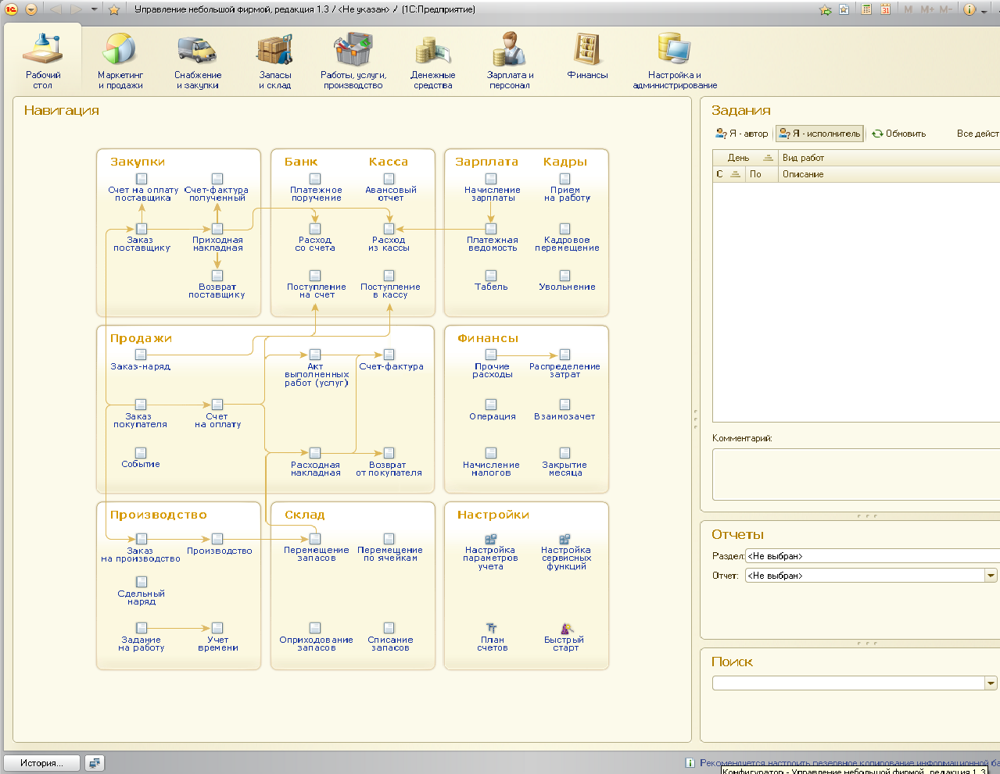 Управление небольшой фирмой, редакция 1.3 / <Не указан> / (1С:Предприятие)
M M+ M-
Рабочий
стол
Маркетинг
и продажи
Снабжение
и закупки
Запасы
и склад
Работы, услуги,
производство
Денежные
средства
Зарплата и
персонал
Финансы
Настройка и
администрирование
Навигация
Закупки
Счет на оплату
поставщика
Счет-фактура
полученный
Заказ
поставщику
Приходная
накладная
Возврат
поставщику
Банк
Касса
Платежное
поручение
Авансовый
отчет
Расход
со счета
Расход
из кассы
Поступление
на счет
Поступление
в кассу
Зарплата
Кадры
Начисление
зарплаты
Прием
на работу
Платежная
ведомость
Кадровое
перемещение
Табель
Увольнение
Продажи
Заказ-наряд
Акт
выполненных
работ (услуг)
Счет-фактура
Заказ
покупателя
Счет
на оплату
Событие
Расходная
накладная
Возврат
от покупателя
Финансы
Прочие
расходы
Распределение
затрат
Операция
Взаимозачет
Начисление
налогов
Закрытие
месяца
Производство
Заказ
на производство
Производство
Сдельный
наряд
Задание
на работу
Учет
времени
Склад
Перемещение
запасов
Перемещение
по ячейкам
Оприходование
запасов
Списание
запасов
Настройки
Настройка
параметров
учета
Настройка
сервисных
функций
План
счетов
Быстрый
старт
Задания
Я - автор
Я - исполнитель
Обновить
Все дейст
День
Вид работ
С
По
Описание
Комментарий:
Отчеты
Раздел: <Не выбран>
Отчет: <Не выбран>
Поиск
История...
Рекомендуется настроить резервное копирование информационной ба
Конфигуратор - Управление небольшой фирмой, редакция 1.3